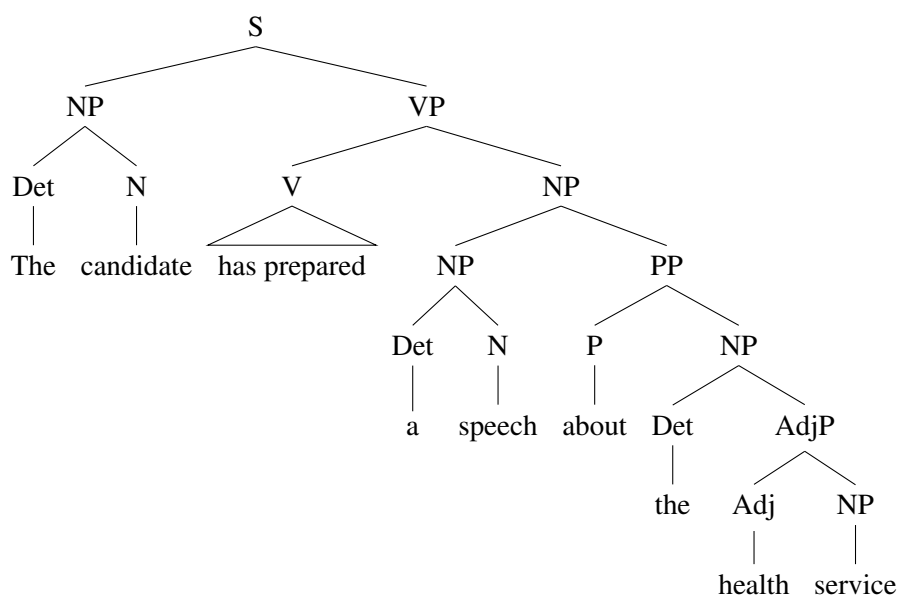 S
NP VP
Det N V NP
The candidate has prepared NP PP
Det N P NP
a speech about Det AdjP
the Adj NP
health service